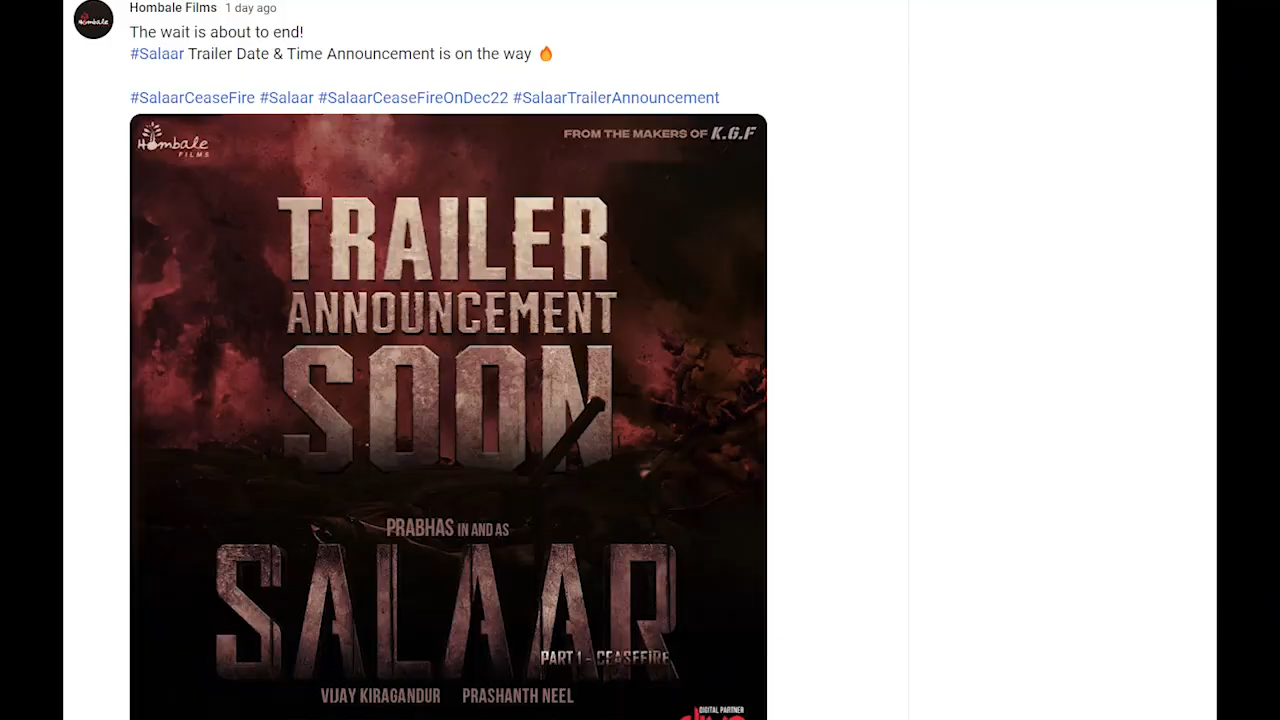 Hombale Films 1 day ago
The wait is about to end!
#Salaar Trailer Date & Time Announcement is on the way 🔥
#SalaarCeaseFire #Salaar #SalaarCeaseFireOnDec22 #SalaarTrailerAnnouncement
Hombale
FILMS
FROM THE MAKERS OF K.G.F
TRAILER
ANNOUNCEMENT
SOON
PRABHAS IN AND AS
SALAAR
PART 1 - CEASEFIRE
VIJAY KIRAGANDUR PRASHANTH NEEL
DIGITAL PARTNER